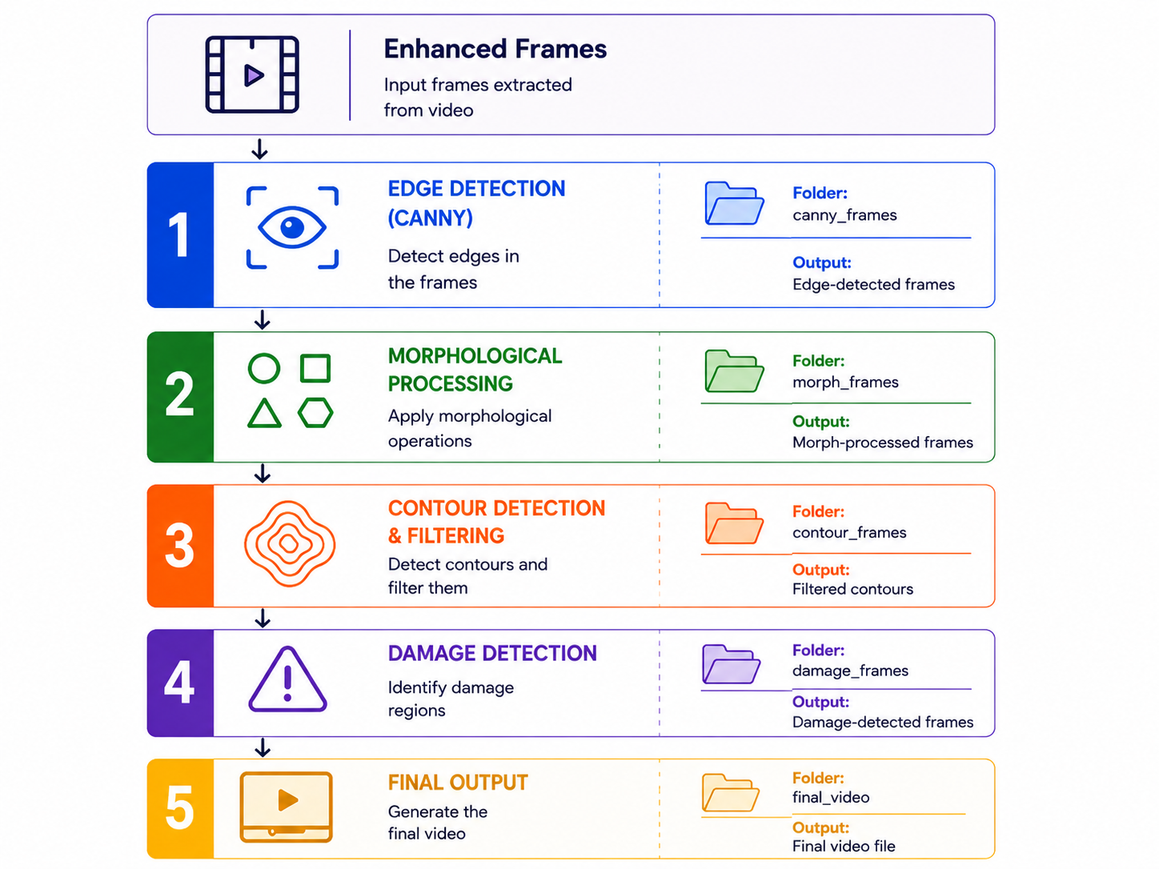 Enhanced Frames
Input frames extracted
from video
1
EDGE DETECTION
(CANNY)
Detect edges in
the frames
Folder:
canny_frames
Output:
Edge-detected frames
2
MORPHOLOGICAL
PROCESSING
Apply morphological
operations
Folder:
morph_frames
Output:
Morph-processed frames
3
CONTOUR DETECTION
& FILTERING
Detect contours and
filter them
Folder:
contour_frames
Output:
Filtered contours
4
DAMAGE DETECTION
Identify damage
regions
Folder:
damage_frames
Output:
Damage-detected frames
5
FINAL OUTPUT
Generate the
final video
Folder:
final_video
Output:
Final video file